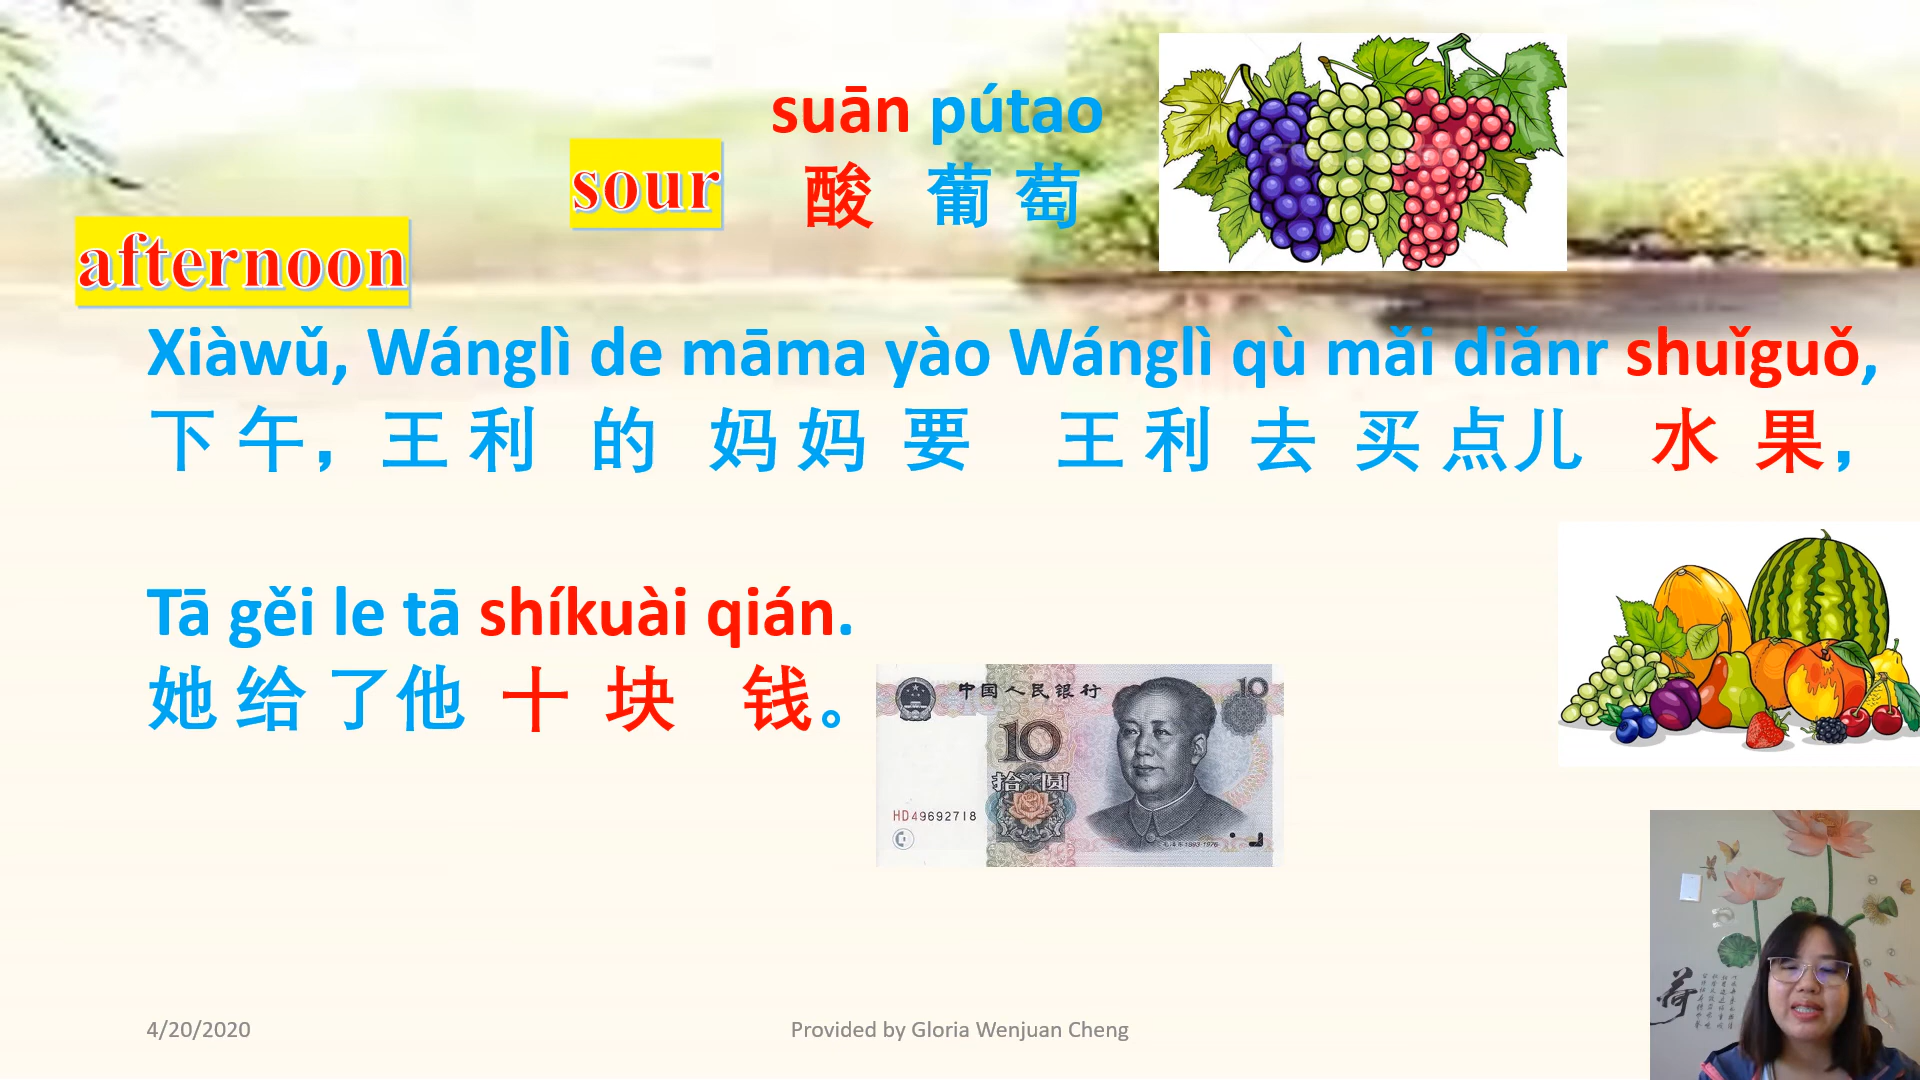 suān pútao
酸 葡 萄
sour
afternoon
Xiàwǔ, Wánglì de māma yào Wánglì qù mǎi diǎnr shuǐguǒ,
下 午，王 利 的 妈 妈 要 王 利 去 买 点儿 水 果，
Tā gěi le tā shíkuài qián.
她 给 了他 十 块 钱。
中国人民银行
10
10
拾圆
HD49692718
荷
4/20/2020
Provided by Gloria Wenjuan Cheng